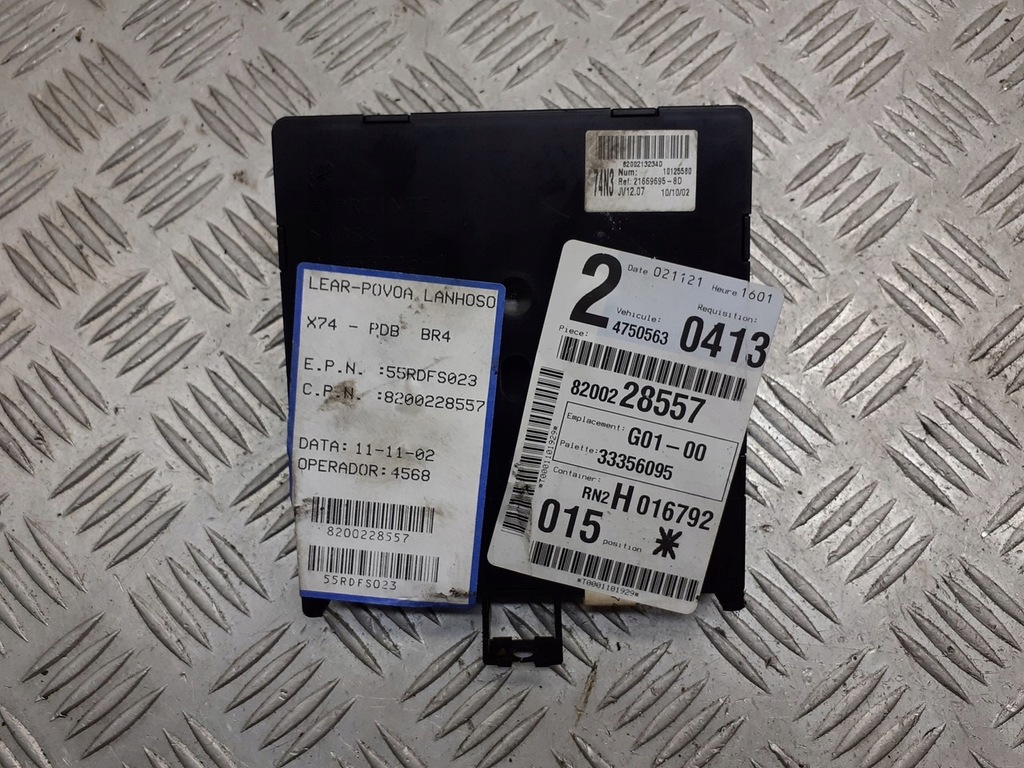 8200213234D
74N3 Num: 10125580
Ref: 21669695-8D
JV12.07 10/10/02
LEAR-POVOA LANHOSO
X74 - PDB BR4
E.P.N. :55RDFS023
C.P.N. :8200228557
DATA: 11-11-02
OPERADOR: 4568
8200228557
55RDFS023
2 Date 021121 Heure 1601
Vehicule: 4750563
Requisition: 0413
Piece:
8200228557
Emplacement: G01-00
Palette: 33356095
Container:
RN2 H 016792
015 position *
*T0001101929*
*T0001101929*